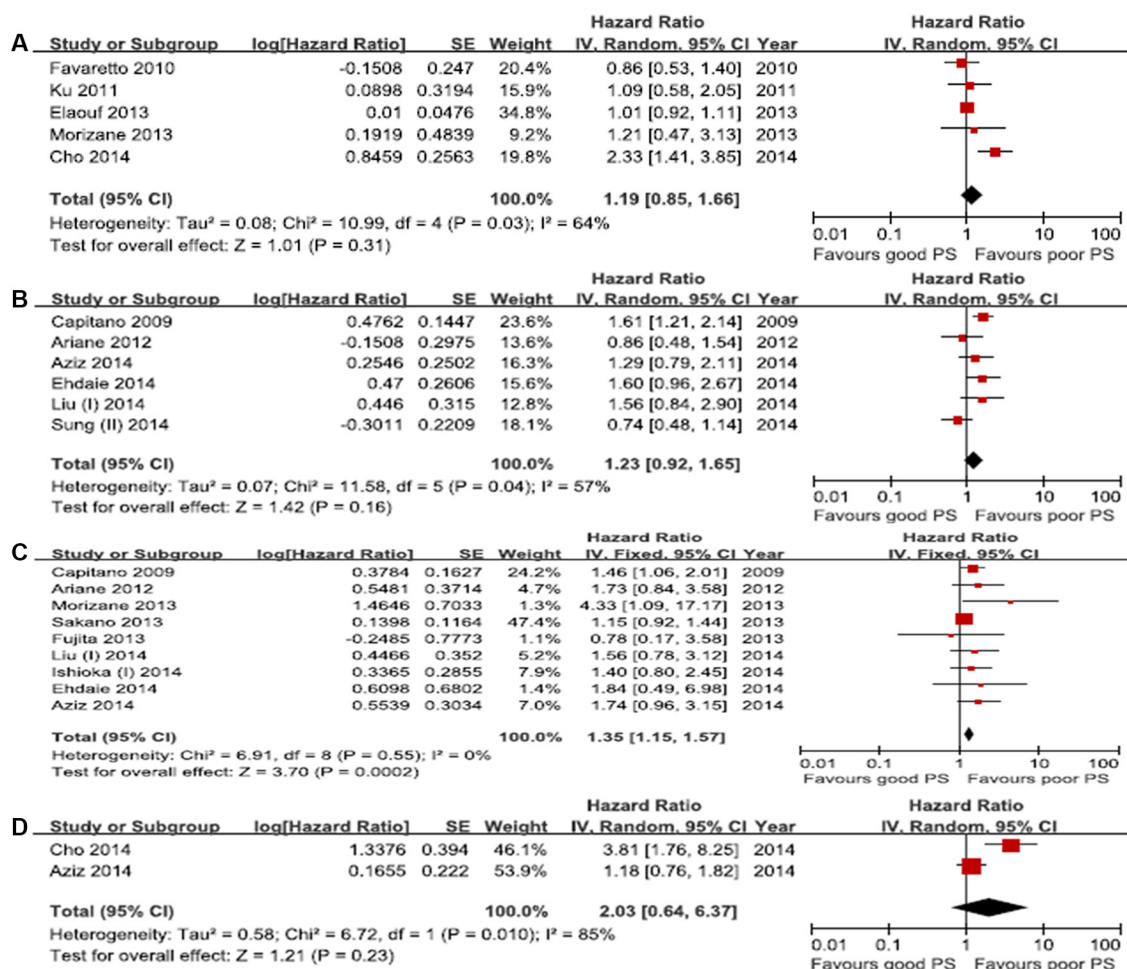 A
Hazard Ratio Hazard Ratio
Study or Subgroup log[Hazard Ratio] SE Weight IV, Random, 95% CI Year IV, Random, 95% CI
Favaretto 2010 -0.1508 0.247 20.4% 0.86 [0.53, 1.40] 2010
Ku 2011 0.0898 0.3194 15.9% 1.09 [0.58, 2.05] 2011
Elaouf 2013 0.01 0.0476 34.8% 1.01 [0.92, 1.11] 2013
Morizane 2013 0.1919 0.4839 9.2% 1.21 [0.47, 3.13] 2013
Cho 2014 0.8459 0.2563 19.8% 2.33 [1.41, 3.85] 2014
Total (95% CI) 100.0% 1.19 [0.85, 1.66]
Heterogeneity: Tau² = 0.08; Chi² = 10.99, df = 4 (P = 0.03); I² = 64%
Test for overall effect: Z = 1.01 (P = 0.31)
0.01 0.1 1 10 100
Favours good PS Favours poor PS
B
Hazard Ratio Hazard Ratio
Study or Subgroup log[Hazard Ratio] SE Weight IV, Random, 95% CI Year IV, Random, 95% CI
Capitano 2009 0.4762 0.1447 23.6% 1.61 [1.21, 2.14] 2009
Ariane 2012 -0.1508 0.2975 13.6% 0.86 [0.48, 1.54] 2012
Aziz 2014 0.2546 0.2502 16.3% 1.29 [0.79, 2.11] 2014
Ehdaie 2014 0.47 0.2606 15.6% 1.60 [0.96, 2.67] 2014
Liu (I) 2014 0.446 0.315 12.8% 1.56 [0.84, 2.90] 2014
Sung (II) 2014 -0.3011 0.2209 18.1% 0.74 [0.48, 1.14] 2014
Total (95% CI) 100.0% 1.23 [0.92, 1.65]
Heterogeneity: Tau² = 0.07; Chi² = 11.58, df = 5 (P = 0.04); I² = 57%
Test for overall effect: Z = 1.42 (P = 0.16)
0.01 0.1 1 10 100
Favours good PS Favours poor PS
C
Hazard Ratio Hazard Ratio
Study or Subgroup log[Hazard Ratio] SE Weight IV, Fixed, 95% CI Year IV, Fixed, 95% CI
Capitano 2009 0.3784 0.1627 24.2% 1.46 [1.06, 2.01] 2009
Ariane 2012 0.5481 0.3714 4.7% 1.73 [0.84, 3.58] 2012
Morizane 2013 1.4646 0.7033 1.3% 4.33 [1.09, 17.17] 2013
Sakano 2013 0.1398 0.1164 47.4% 1.15 [0.92, 1.44] 2013
Fujita 2013 -0.2485 0.7773 1.1% 0.78 [0.17, 3.58] 2013
Liu (I) 2014 0.4466 0.352 5.2% 1.56 [0.78, 3.12] 2014
Ishioka (I) 2014 0.3365 0.2855 7.9% 1.40 [0.80, 2.45] 2014
Ehdaie 2014 0.6098 0.6802 1.4% 1.84 [0.49, 6.98] 2014
Aziz 2014 0.5539 0.3034 7.0% 1.74 [0.96, 3.15] 2014
Total (95% CI) 100.0% 1.35 [1.15, 1.57]
Heterogeneity: Chi² = 6.91, df = 8 (P = 0.55); I² = 0%
Test for overall effect: Z = 3.70 (P = 0.0002)
0.01 0.1 1 10 100
Favours good PS Favours poor PS
D
Hazard Ratio Hazard Ratio
Study or Subgroup log[Hazard Ratio] SE Weight IV, Random, 95% CI Year IV, Random, 95% CI
Cho 2014 1.3376 0.394 46.1% 3.81 [1.76, 8.25] 2014
Aziz 2014 0.1655 0.222 53.9% 1.18 [0.76, 1.82] 2014
Total (95% CI) 100.0% 2.03 [0.64, 6.37]
Heterogeneity: Tau² = 0.58; Chi² = 6.72, df = 1 (P = 0.010); I² = 85%
Test for overall effect: Z = 1.21 (P = 0.23)
0.01 0.1 1 10 100
Favours good PS Favours poor PS